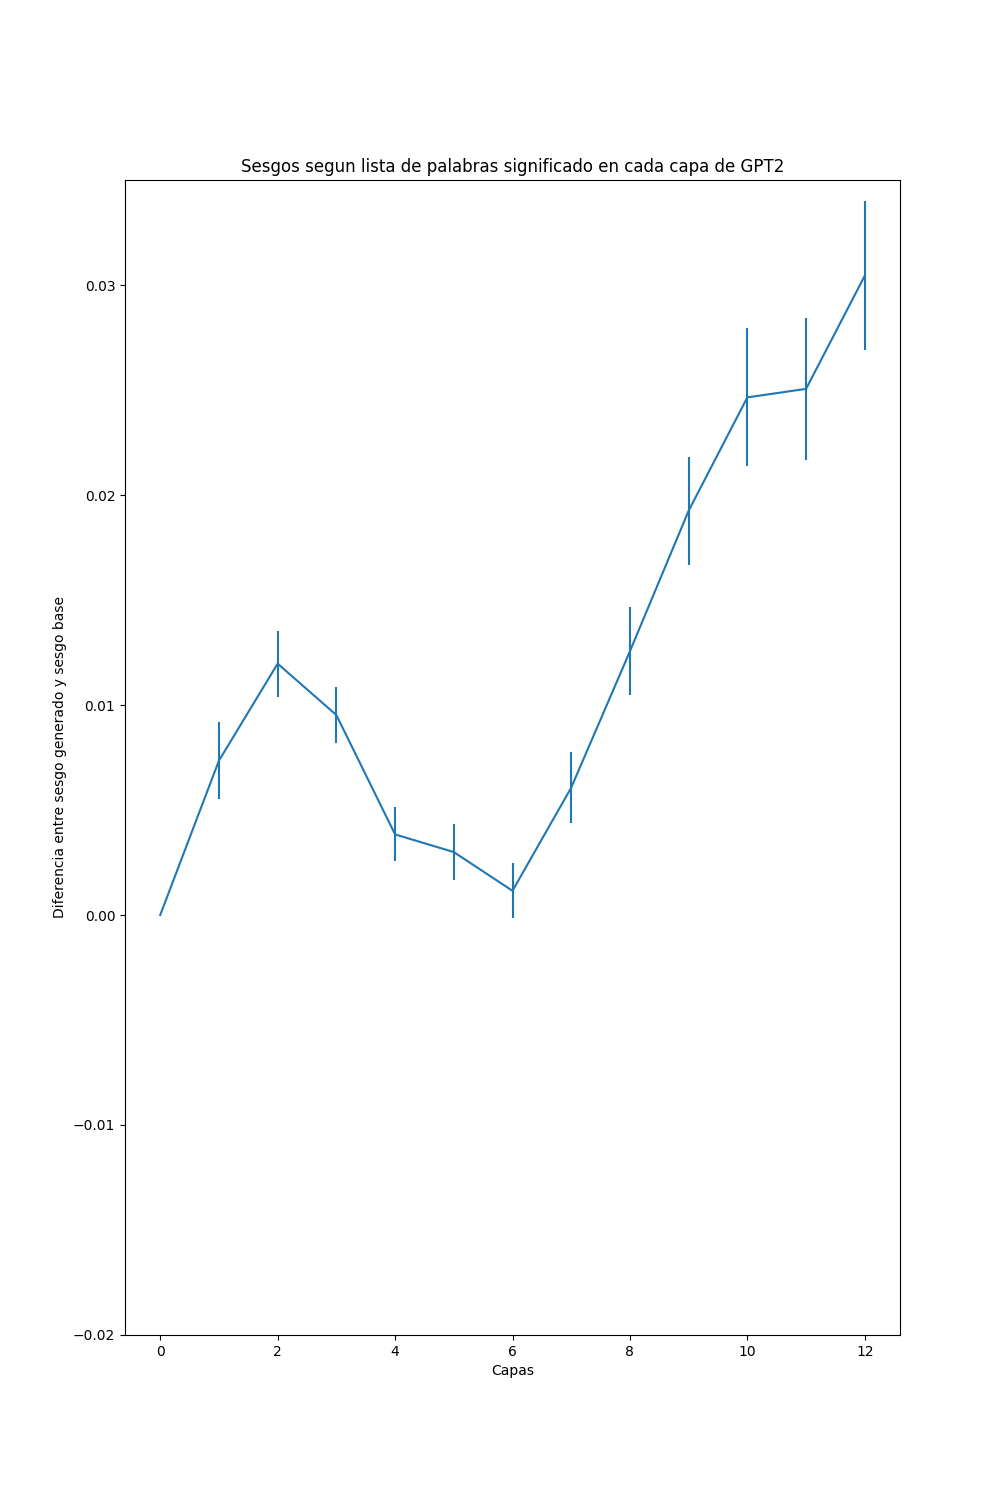 Sesgos segun lista de palabras significado en cada capa de GPT2
Diferencia entre sesgo generado y sesgo base
0.03
0.02
0.01
0.00
−0.01
−0.02
0 2 4 6 8 10 12
Capas